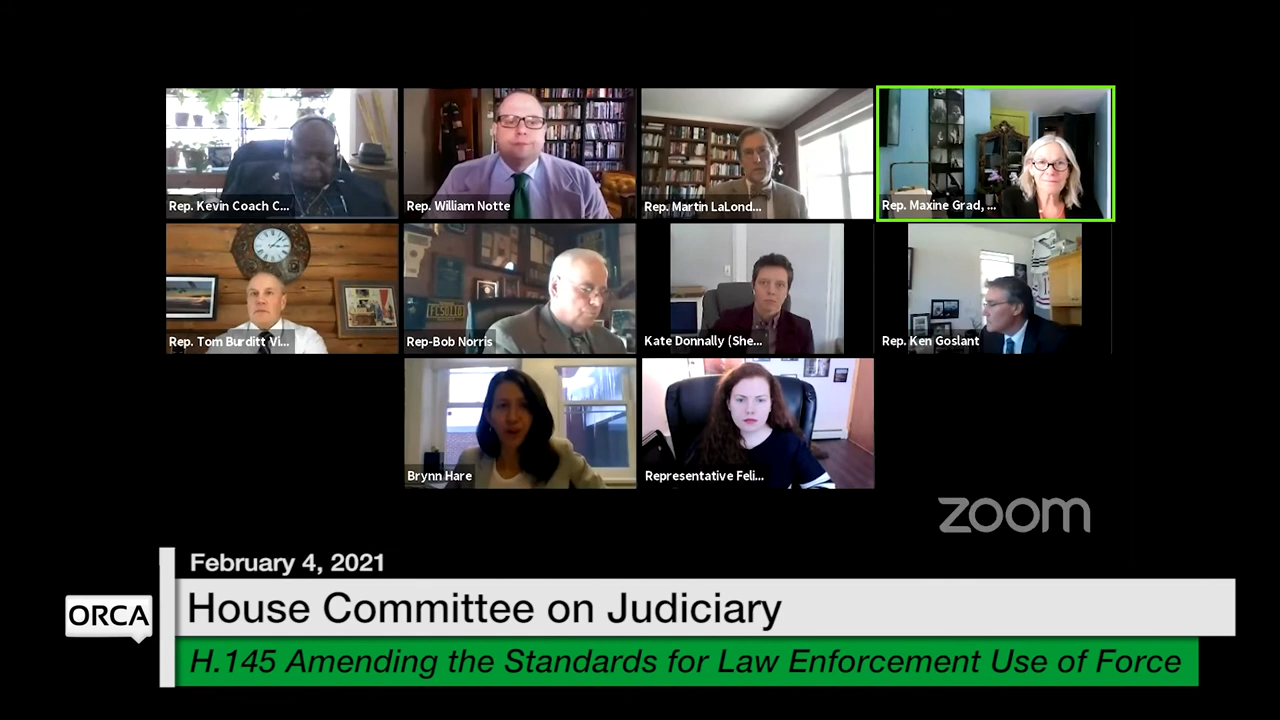 Rep. Kevin Coach C...
Rep. William Notte
Rep. Martin LaLond...
Rep. Maxine Grad, ...
Rep. Tom Burditt Vi...
Rep-Bob Norris
Kate Donnally (She...
Rep. Ken Goslant
Brynn Hare
Representative Feli...
zoom
February 4, 2021
ORCA
House Committee on Judiciary
H.145 Amending the Standards for Law Enforcement Use of Force